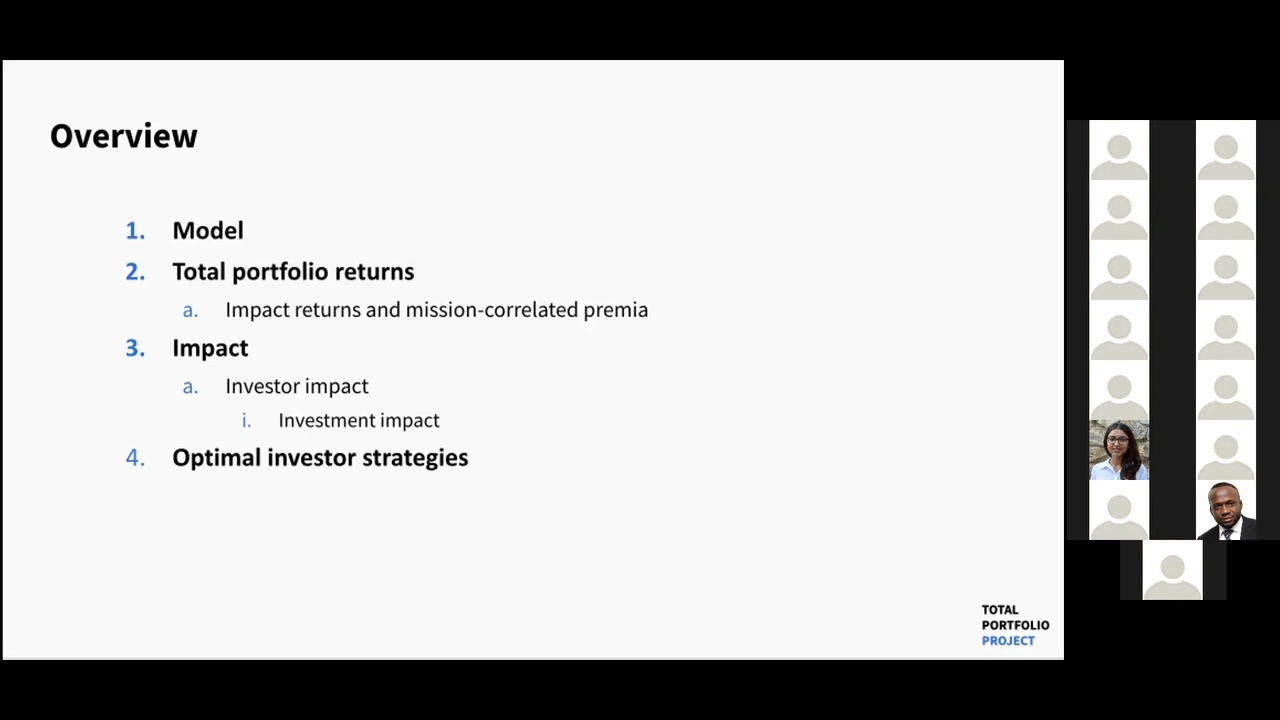 Overview
1. Model
2. Total portfolio returns
a. Impact returns and mission-correlated premia
3. Impact
a. Investor impact
i. Investment impact
4. Optimal investor strategies
TOTAL
PORTFOLIO
PROJECT